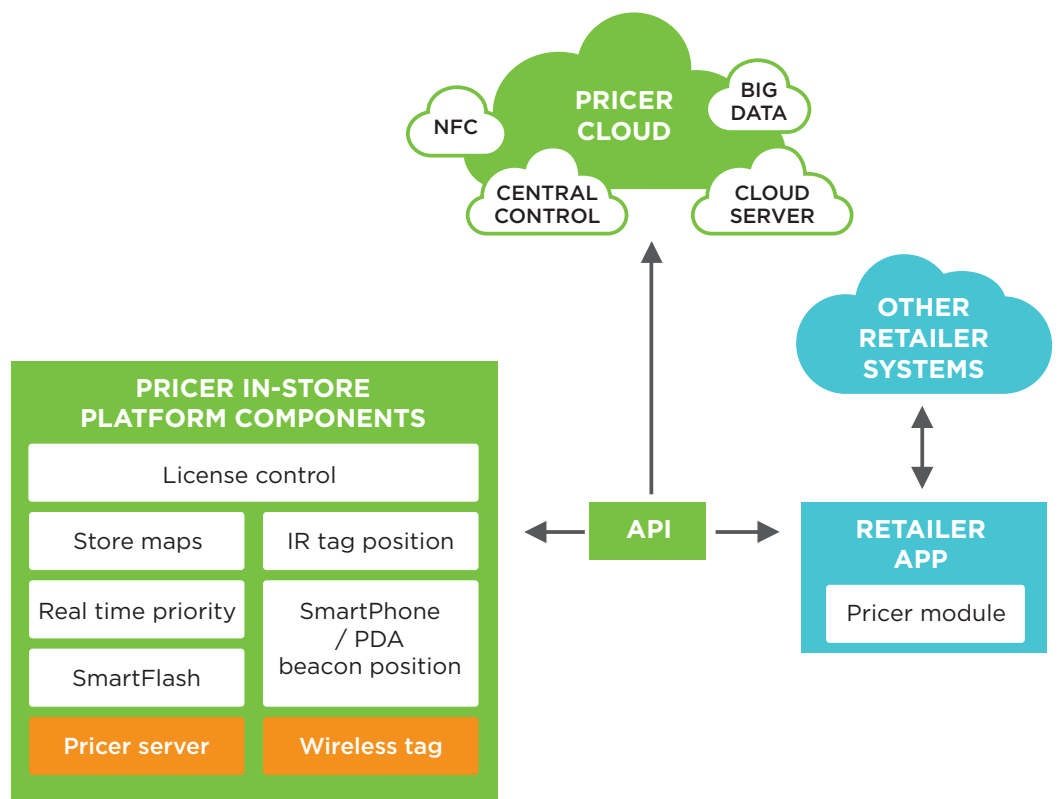 PRICER
CLOUD
NFC
BIG
DATA
CENTRAL
CONTROL
CLOUD
SERVER
OTHER
RETAILER
SYSTEMS
PRICER IN-STORE
PLATFORM COMPONENTS
License control
Store maps
IR tag position
Real time priority
SmartPhone
/ PDA
beacon position
SmartFlash
Pricer server
Wireless tag
API
RETAILER
APP
Pricer module